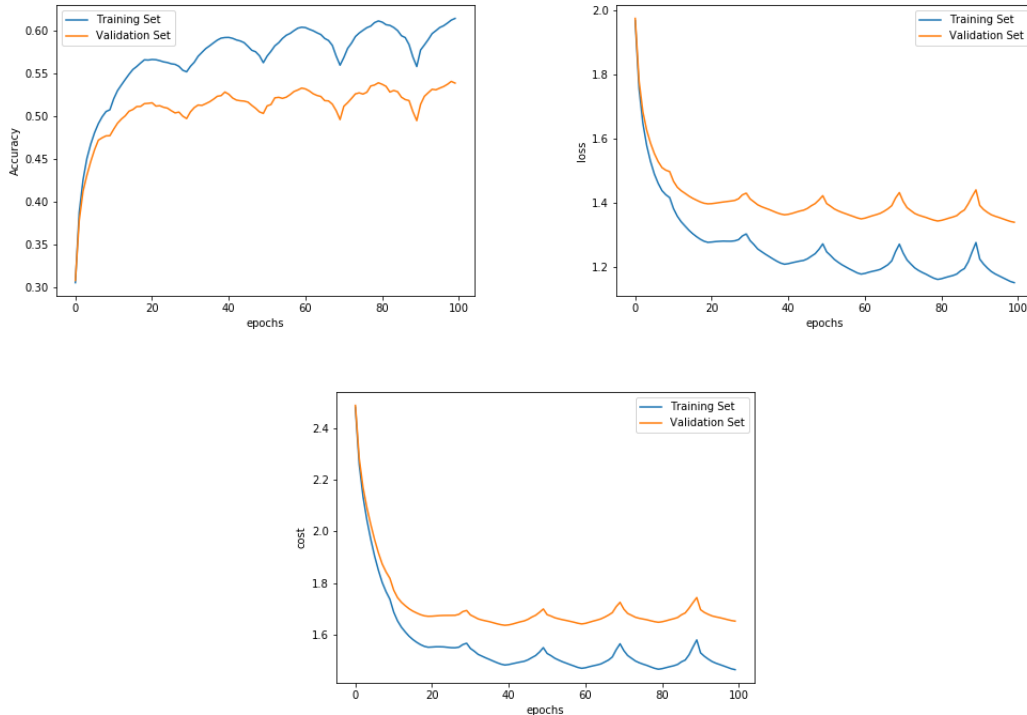 Training Set
Validation Set
Accuracy
0.60
0.55
0.50
0.45
0.40
0.35
0.30
0 20 40 60 80 100
epochs
Training Set
Validation Set
loss
2.0
1.8
1.6
1.4
1.2
0 20 40 60 80 100
epochs
Training Set
Validation Set
cost
2.4
2.2
2.0
1.8
1.6
0 20 40 60 80 100
epochs